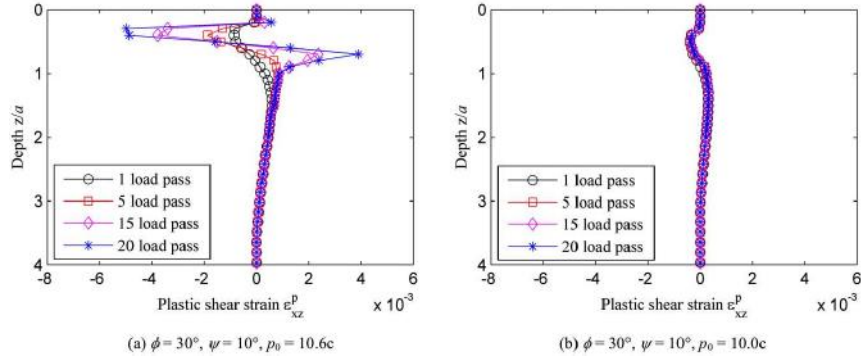 0
1
2
3
4
Depth z/a
1 load pass
5 load pass
15 load pass
20 load pass
-8 -6 -4 -2 0 2 4 6
Plastic shear strain ε^p_xz
x 10^-3
(a) ϕ = 30°, ψ = 10°, p₀ = 10.6c
0
1
2
3
4
Depth z/a
1 load pass
5 load pass
15 load pass
20 load pass
-8 -6 -4 -2 0 2 4 6
Plastic shear strain ε^p_xz
x 10^-3
(b) ϕ = 30°, ψ = 10°, p₀ = 10.0c